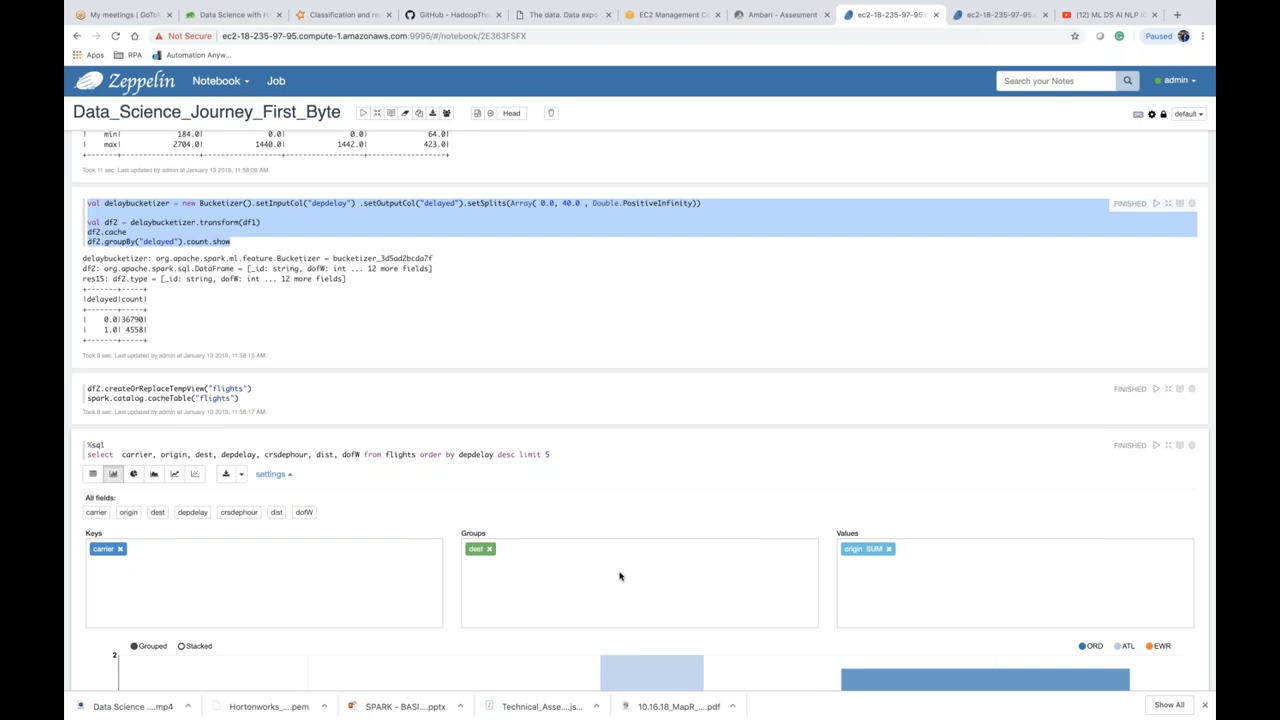 My meetings | GoToM
Data Science with Ha
Classification and re
GitHub - HadoopTho
The data. Data expo
EC2 Management Co
Ambari - Assesment
ec2-18-235-97-95.c
ec2-18-235-97-95.c
(12) ML DS AI NLP IO
Not Secure | ec2-18-235-97-95.compute-1.amazonaws.com:9995/#/notebook/2E363FSFX
Paused
Apps RPA Automation Anyw...
Zeppelin Notebook Job
Search your Notes
admin
Data_Science_Journey_First_Byte
Head
default
| min| 184.0| 0.0| 0.0| 64.0|
| max| 2704.0| 1440.0| 1442.0| 423.0|
+-------+------------------+------------------+------------------+------------------+
Took 11 sec. Last updated by admin at January 13 2019, 11:58:09 AM.
val delaybucketizer = new Bucketizer().setInputCol("depdelay") .setOutputCol("delayed").setSplits(Array( 0.0, 40.0 , Double.PositiveInfinity))
FINISHED
val df2 = delaybucketizer.transform(df1)
df2.cache
df2.groupBy("delayed").count.show
delaybucketizer: org.apache.spark.ml.feature.Bucketizer = bucketizer_3d5ad2bcda7f
df2: org.apache.spark.sql.DataFrame = [_id: string, dofW: int ... 12 more fields]
res15: df2.type = [_id: string, dofW: int ... 12 more fields]
+-------+-----+
|delayed|count|
+-------+-----+
| 0.0|36790|
| 1.0| 4558|
+-------+-----+
Took 9 sec. Last updated by admin at January 13 2019, 11:58:15 AM.
df2.createOrReplaceTempView("flights")
FINISHED
spark.catalog.cacheTable("flights")
Took 8 sec. Last updated by admin at January 13 2019, 11:58:17 AM.
%sql
FINISHED
select carrier, origin, dest, depdelay, crsdephour, dist, dofW from flights order by depdelay desc limit 5
settings
All fields:
carrier origin dest depdelay crsdephour dist dofW
Keys Groups Values
carrier × dest × origin SUM ×
Grouped Stacked
ORD ATL EWR
2
Data Science ....mp4
Hortonworks_....pem
SPARK - BASI....pptx
Technical_Asse....js...
10.16.18_MapR_....pdf
Show All